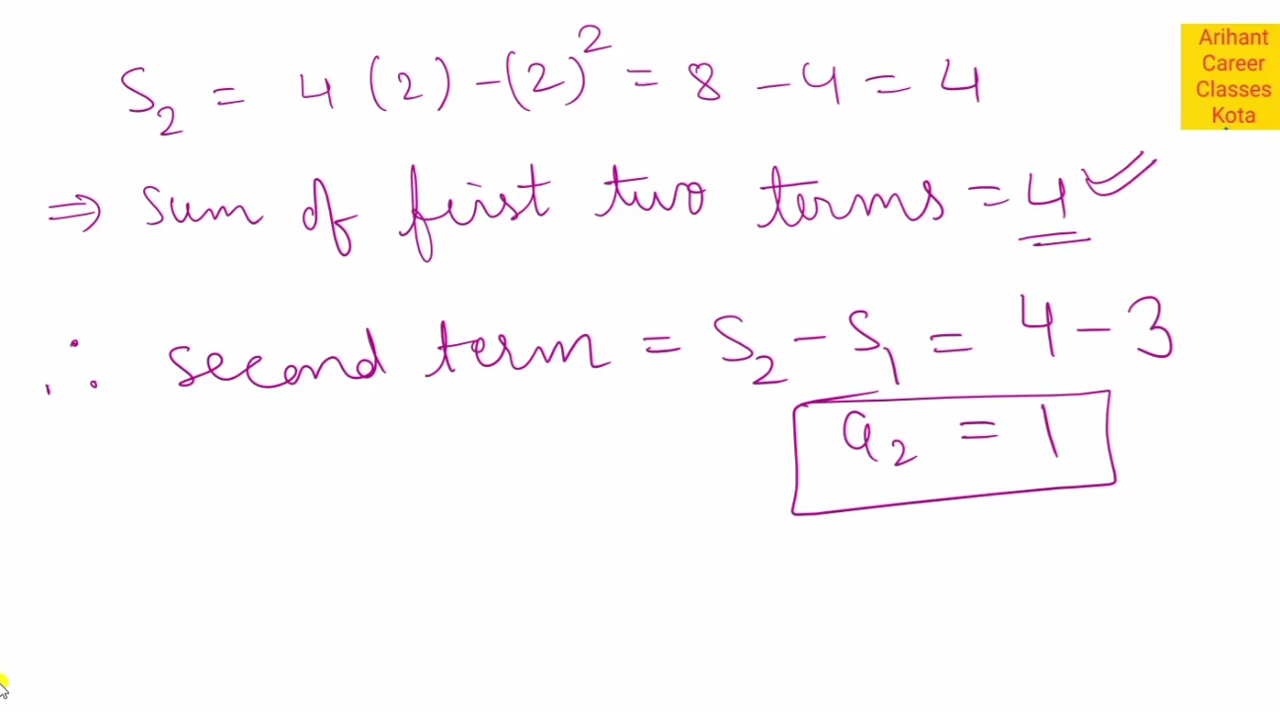 S₂ = 4 (2) - (2)² = 8 - 4 = 4
⇒ Sum of first two terms = 4 ✓
∴ second term = S₂ - S₁ = 4 - 3
a₂ = 1
Arihant
Career
Classes
Kota